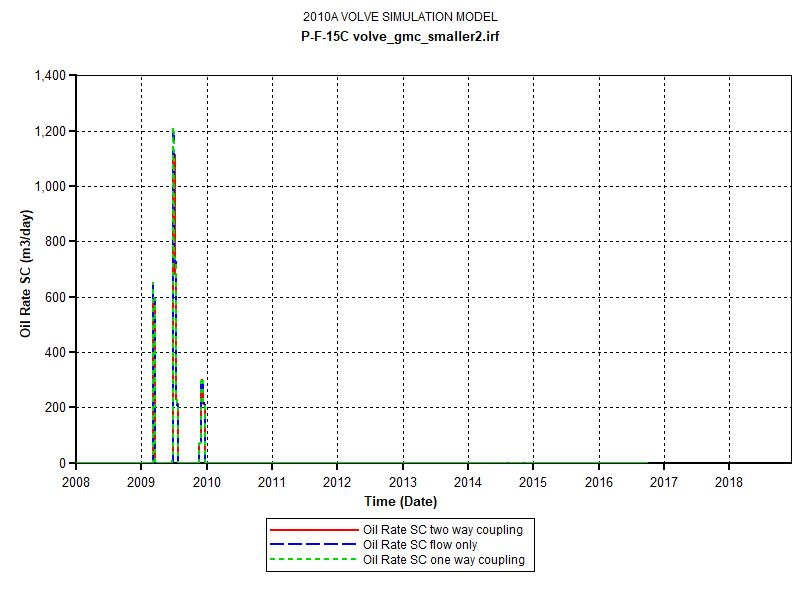 2010A VOLVE SIMULATION MODEL
P-F-15C volve_gmc_smaller2.irf
1,400
1,200
1,000
800
600
400
200
0
Oil Rate SC (m3/day)
2008 2009 2010 2011 2012 2013 2014 2015 2016 2017 2018
Time (Date)
Oil Rate SC two way coupling
Oil Rate SC flow only
Oil Rate SC one way coupling